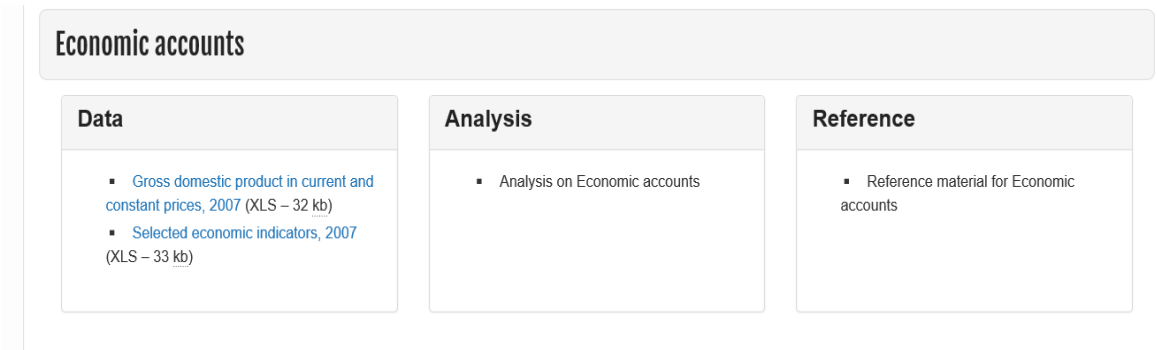 Economic accounts
Data
▪ Gross domestic product in current and
constant prices, 2007 (XLS – 32 kb)
▪ Selected economic indicators, 2007
(XLS – 33 kb)
Analysis
▪ Analysis on Economic accounts
Reference
▪ Reference material for Economic
accounts